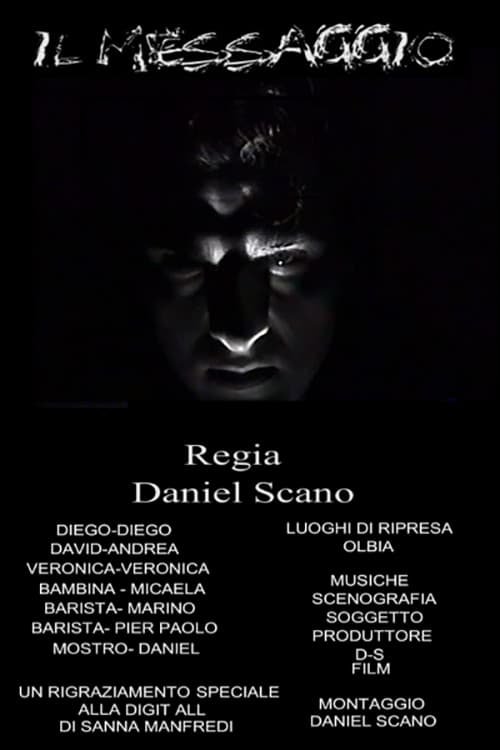 IL MESSAGGIO
Regia
Daniel Scano
DIEGO-DIEGO
DAVID-ANDREA
VERONICA-VERONICA
BAMBINA - MICAELA
BARISTA- MARINO
BARISTA- PIER PAOLO
MOSTRO- DANIEL
UN RIGRAZIAMENTO SPECIALE
ALLA DIGIT ALL
DI SANNA MANFREDI
LUOGHI DI RIPRESA
OLBIA
MUSICHE
SCENOGRAFIA
SOGGETTO
PRODUTTORE
D-S
FILM
MONTAGGIO
DANIEL SCANO